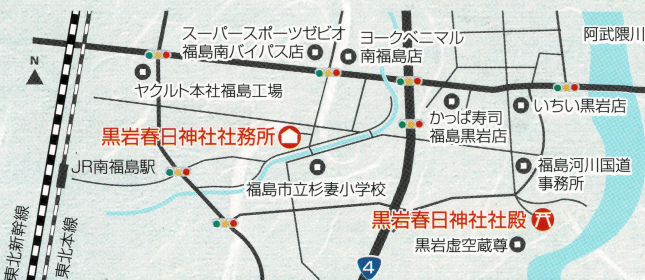 スーパースポーツゼビオ
福島南バイパス店
ヨークベニマル
南福島店
阿武隈川
N
ヤクルト本社福島工場
かっぱ寿司
福島黒岩店
いちい黒岩店
黒岩春日神社社務所
JR南福島駅
福島市立杉妻小学校
福島河川国道
事務所
黒岩春日神社社殿
黒岩虚空蔵尊
4
東北新幹線
東北本線